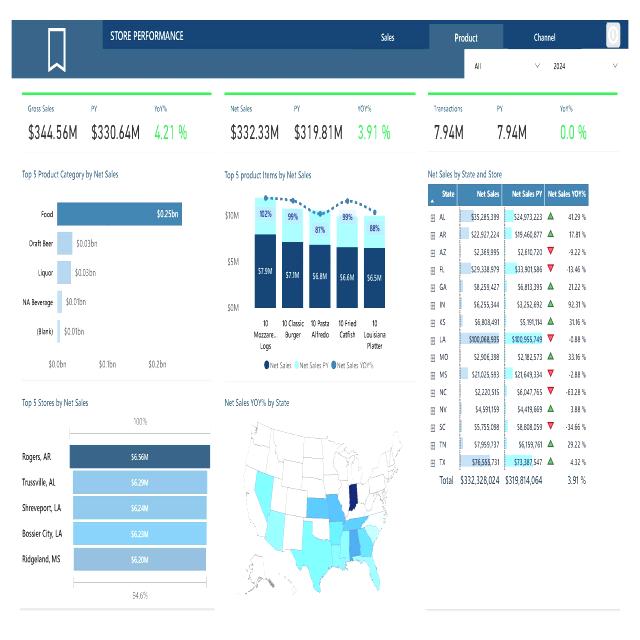 STORE PERFORMANCE
Sales
Product
Channel
All
2024
Gross Sales PY YoY%
$344.56M $330.64M 4.21 %
Net Sales PY YOY%
$332.33M $319.81M 3.91 %
Transactions PY YoY%
7.94M 7.94M 0.0 %
Top 5 Product Category by Net Sales
Food $0.25bn
Draft Beer $0.03bn
Liquor $0.03bn
NA Beverage $0.01bn
(Blank) $0.01bn
$0.0bn $0.1bn $0.2bn
Top 5 product Items by Net Sales
$10M
$5M
$0M
102% 99% 87% 99% 88%
$7.9M $7.1M $6.8M $6.6M $6.5M
10 Mozzare.. Logs
10 Classic Burger
10 Pasta Alfredo
10 Fried Catfish
10 Louisiana Platter
Net Sales Net Sales PY Net Sales YOY%
Net Sales by State and Store
State Net Sales Net Sales PY Net Sales YOY%
AL $35,285,399 $24,973,223 41.29 %
AR $22,927,224 $19,460,877 17.81 %
AZ $2,369,995 $2,610,720 -9.22 %
FL $29,338,979 $33,901,586 -13.46 %
GA $8,259,427 $6,813,395 21.22 %
IN $6,255,344 $3,252,692 92.31 %
KS $6,808,491 $5,191,114 31.16 %
LA $100,068,935 $100,955,749 -0.88 %
MO $2,906,398 $2,182,573 33.16 %
MS $21,025,593 $21,649,334 -2.88 %
NC $2,220,515 $6,047,765 -63.28 %
NV $4,591,159 $4,419,669 3.88 %
SC $5,755,098 $8,808,059 -34.66 %
TN $7,959,737 $6,159,761 29.22 %
TX $76,555,731 $73,387,547 4.32 %
Total $332,328,024 $319,814,064 3.91 %
Top 5 Stores by Net Sales
100%
Rogers, AR $6.56M
Trussville, AL $6.29M
Shreveport, LA $6.24M
Bossier City, LA $6.23M
Ridgeland, MS $6.20M
94.6%
Net Sales YOY% by State